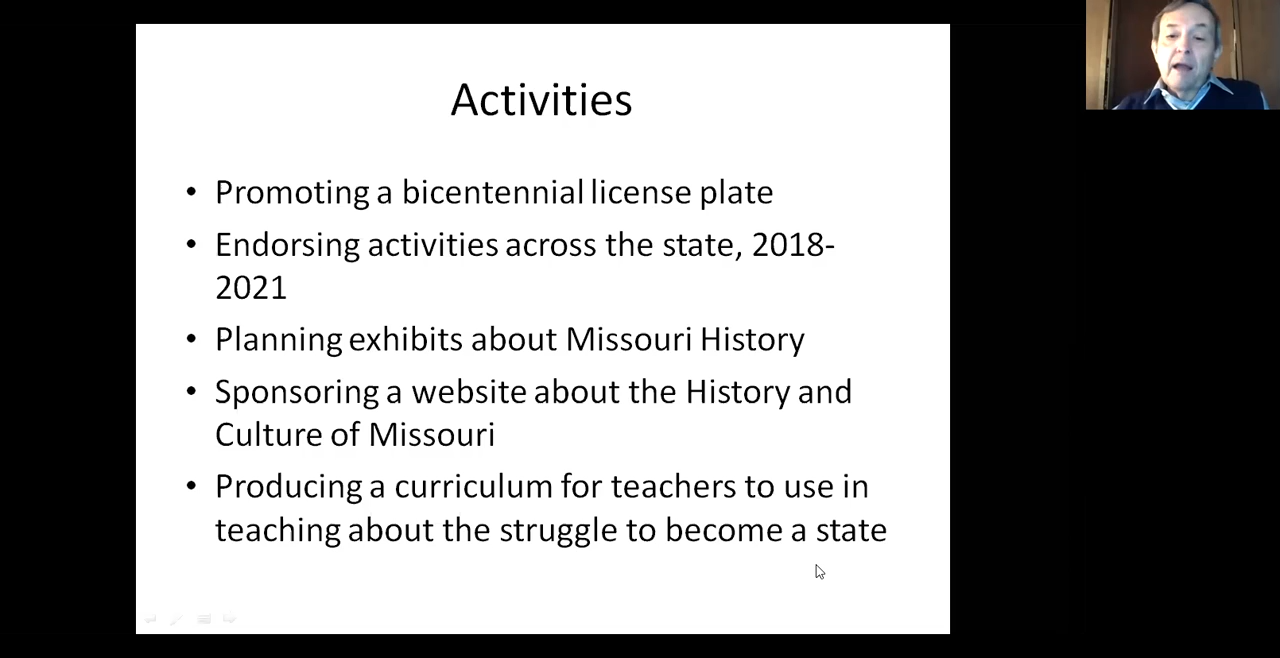 Activities
• Promoting a bicentennial license plate
• Endorsing activities across the state, 2018-
2021
• Planning exhibits about Missouri History
• Sponsoring a website about the History and
Culture of Missouri
• Producing a curriculum for teachers to use in
teaching about the struggle to become a state